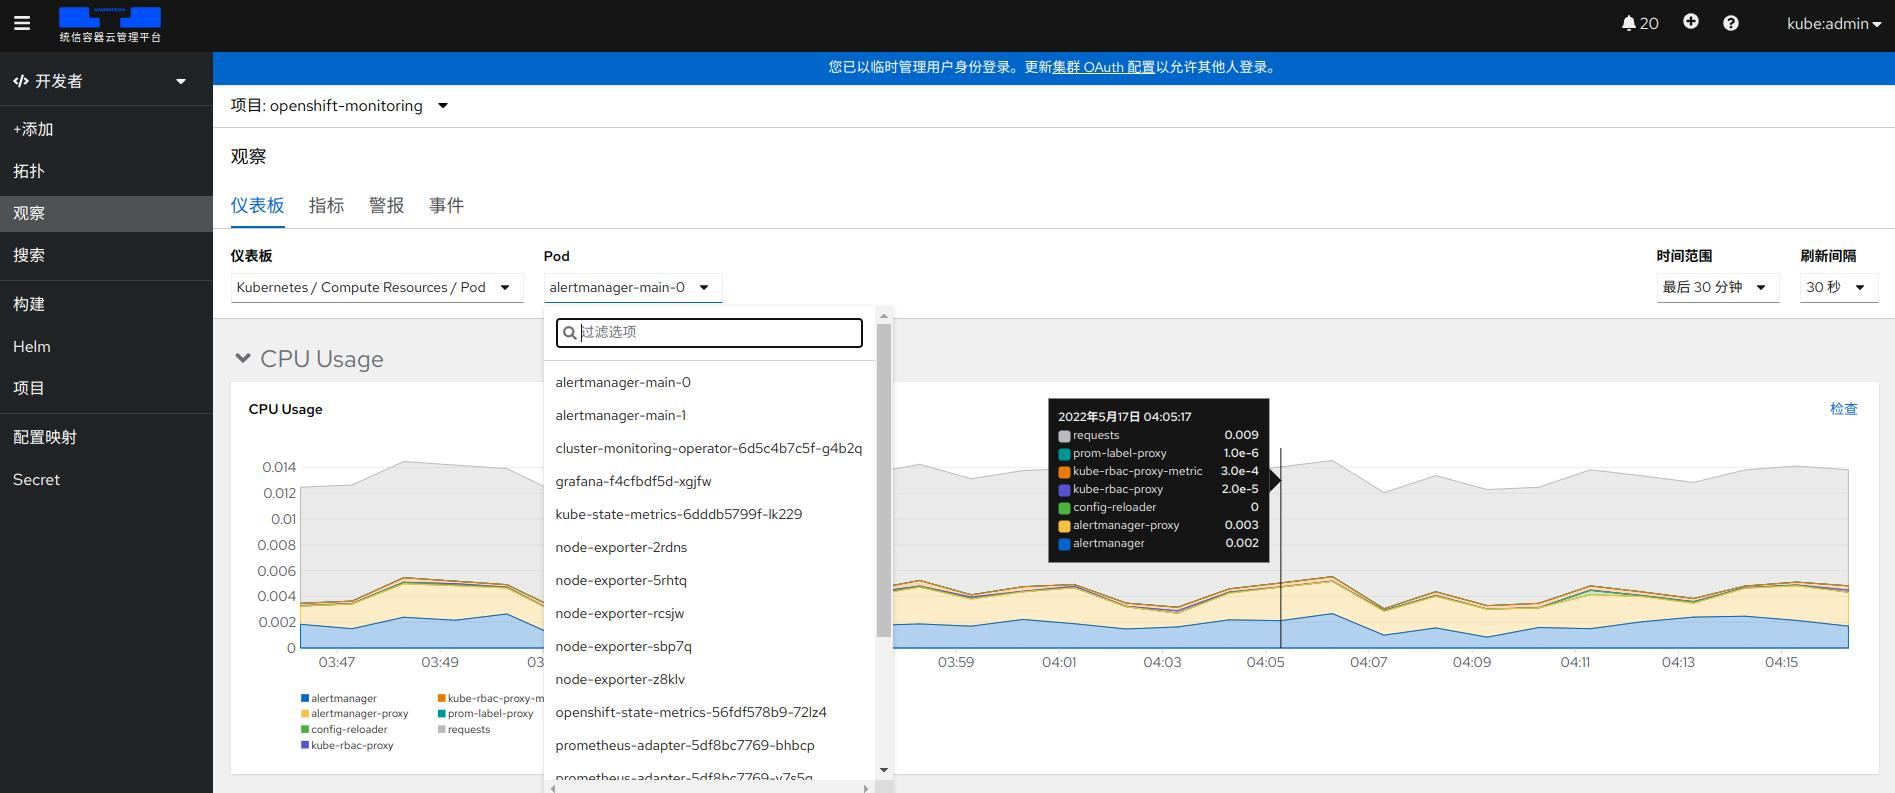 UNIONTECH
统信容器云管理平台
20
kube:admin
开发者
+添加
拓扑
观察
搜索
构建
Helm
项目
配置映射
Secret
您已以临时管理用户身份登录。更新集群 OAuth 配置以允许其他人登录。
项目: openshift-monitoring
观察
仪表板 指标 警报 事件
仪表板
Kubernetes / Compute Resources / Pod
Pod
alertmanager-main-0
时间范围
最后 30 分钟
刷新间隔
30 秒
过滤选项
alertmanager-main-0
alertmanager-main-1
cluster-monitoring-operator-6d5c4b7c5f-g4b2q
grafana-f4cfbdf5d-xgjfw
kube-state-metrics-6dddb5799f-lk229
node-exporter-2rdns
node-exporter-5rhtq
node-exporter-rcsjw
node-exporter-sbp7q
node-exporter-z8klv
openshift-state-metrics-56fdf578b9-72lz4
prometheus-adapter-5df8bc7769-bhbcp
prometheus-adapter-5df8bc7769-v7s5q
CPU Usage
CPU Usage
检查
2022年5月17日 04:05:17
requests 0.009
prom-label-proxy 1.0e-6
kube-rbac-proxy-metric 3.0e-4
kube-rbac-proxy 2.0e-5
config-reloader 0
alertmanager-proxy 0.003
alertmanager 0.002
0.014
0.012
0.01
0.008
0.006
0.004
0.002
0
03:47 03:49 03 03:59 04:01 04:03 04:05 04:07 04:09 04:11 04:13 04:15
alertmanager kube-rbac-proxy-m
alertmanager-proxy prom-label-proxy
config-reloader requests
kube-rbac-proxy